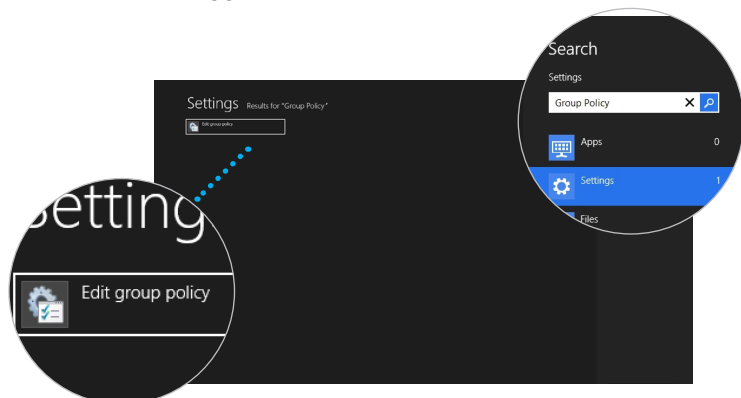 Search
Settings
Group Policy
Apps 0
Settings 1
Files
Settings Results for "Group Policy"
Edit group policy
Setting
Edit group policy